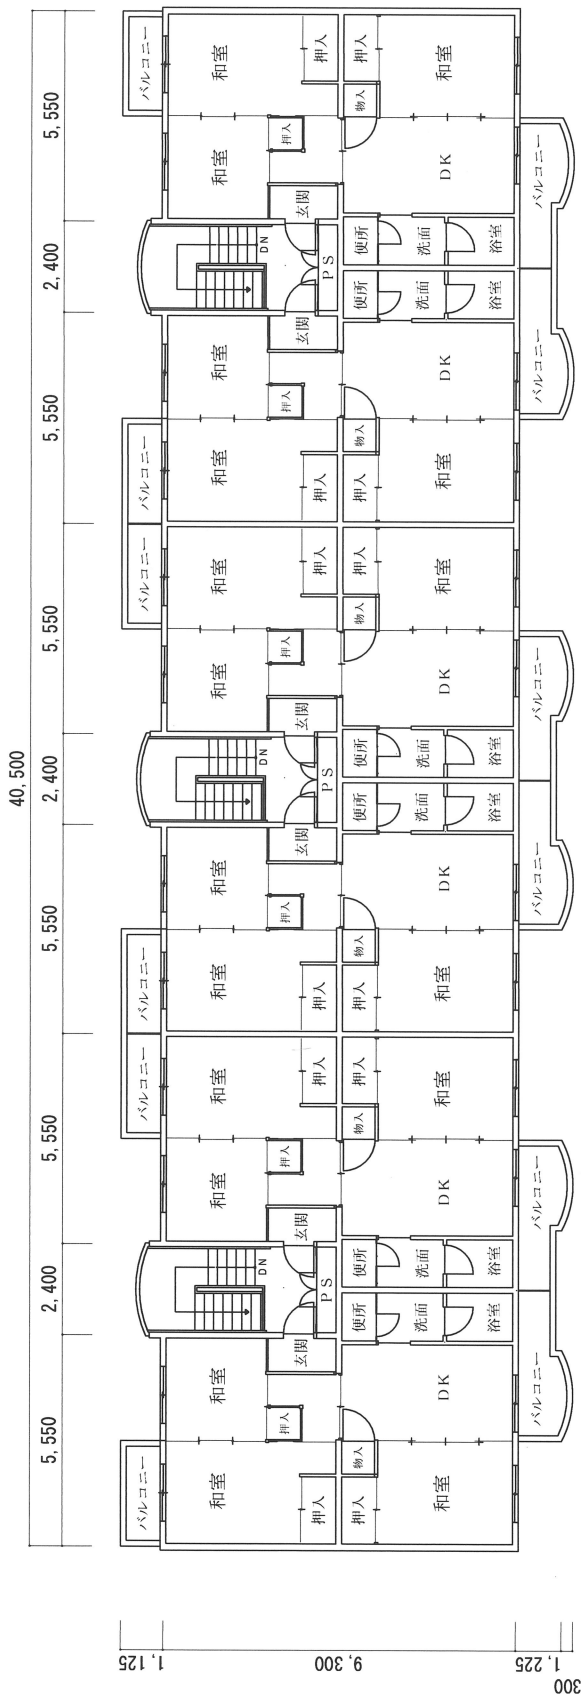 40,500
5,550 2,400 5,550 5,550 2,400 5,550 5,550 2,400 5,550
1,125
バルコニー バルコニー バルコニー バルコニー バルコニー バルコニー
和室 和室 和室 和室 和室 和室 和室 和室 和室 和室 和室 和室
DN DN DN
押入 押入 押入 押入 押入 押入
玄関 玄関 玄関 玄関 玄関 玄関
押入 押入 押入 押入 押入 押入
PS PS PS
9,300
押入 物入 便所 便所 物入 押入 押入 物入 便所 便所 物入 押入 押入 物入 便所 便所 物入 押入
洗面 洗面 洗面 洗面 洗面 洗面
和室 DK DK 和室 和室 DK DK 和室 和室 DK DK 和室
浴室 浴室 浴室 浴室 浴室 浴室
バルコニー バルコニー バルコニー バルコニー バルコニー バルコニー
1,225
300